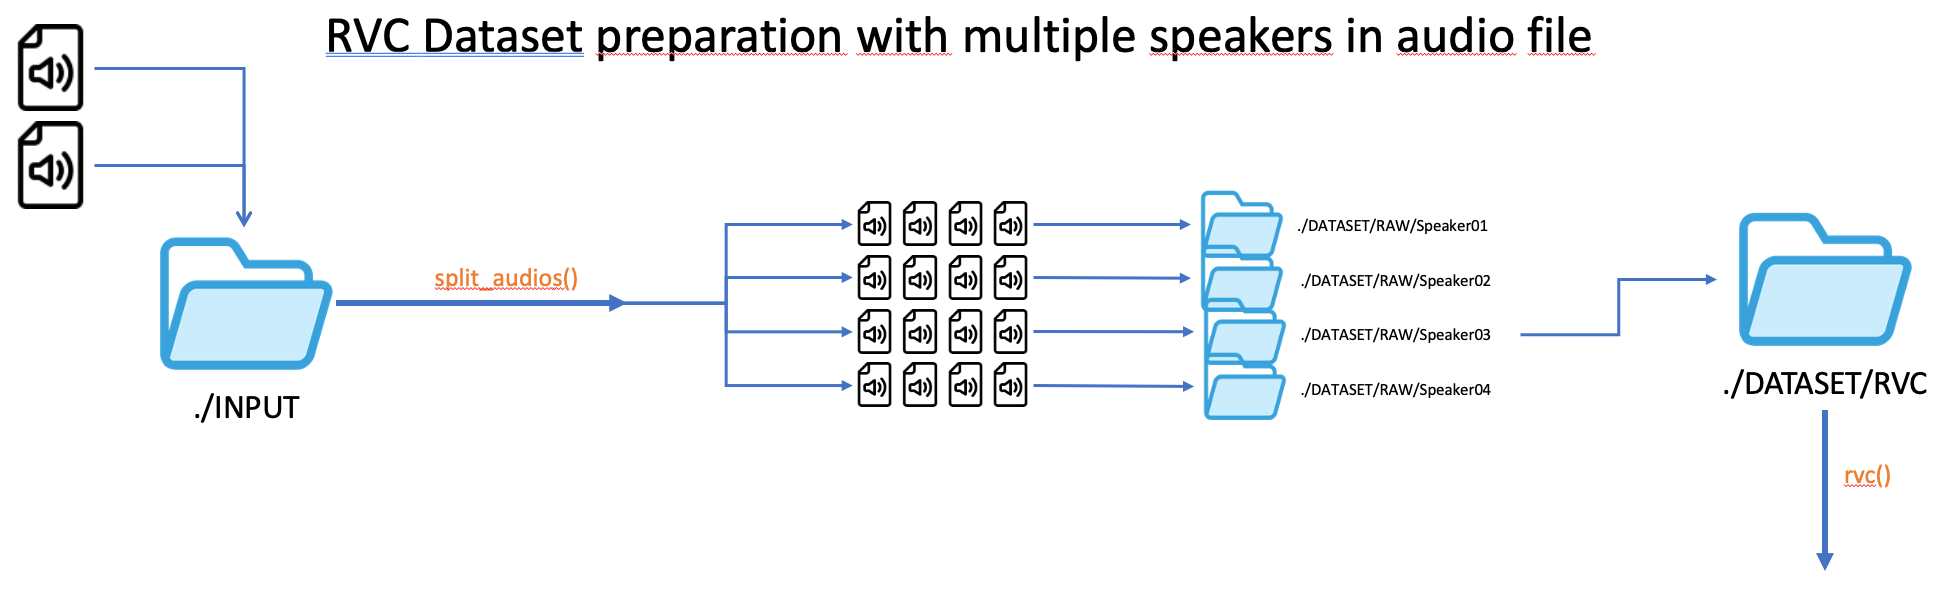 RVC Dataset preparation with multiple speakers in audio file
split_audios()
./INPUT
./DATASET/RAW/Speaker01
./DATASET/RAW/Speaker02
./DATASET/RAW/Speaker03
./DATASET/RAW/Speaker04
./DATASET/RVC
rvc()